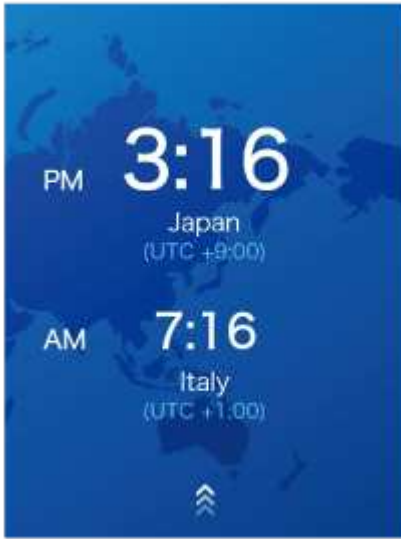 PM 3:16
Japan
(UTC +9:00)
AM 7:16
Italy
(UTC +1:00)